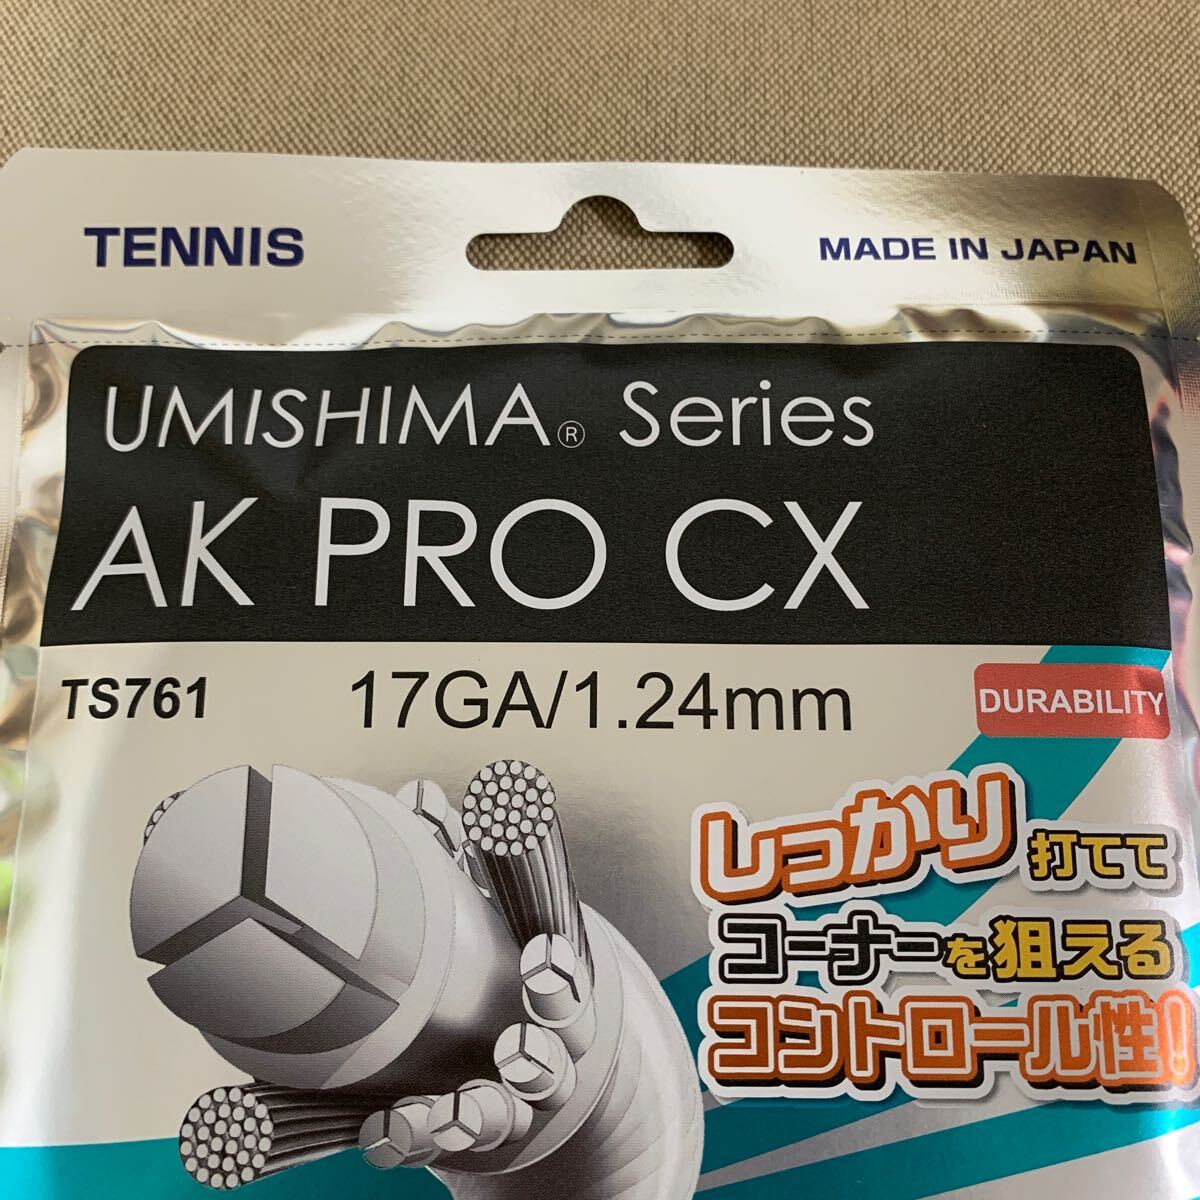 TENNIS
MADE IN JAPAN
UMISHIMA® Series
AK PRO CX
TS761
17GA/1.24mm
DURABILITY
しっかり打てて
コーナーを狙える
コントロール性!